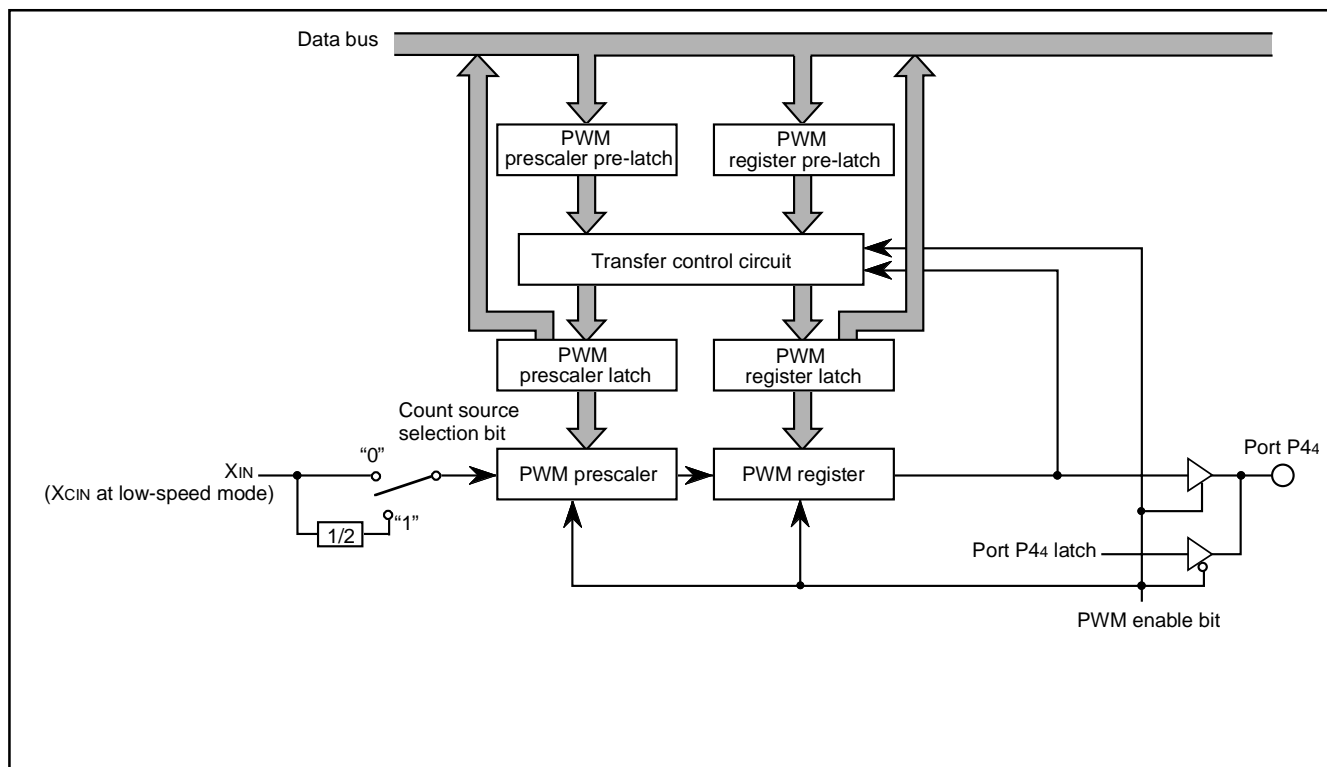 Data bus
PWM
prescaler pre-latch
PWM
register pre-latch
Transfer control circuit
PWM
prescaler latch
PWM
register latch
Count source
selection bit
“0”
XIN
(XCIN at low-speed mode)
“1”
1/2
PWM prescaler
PWM register
Port P44
Port P44 latch
PWM enable bit